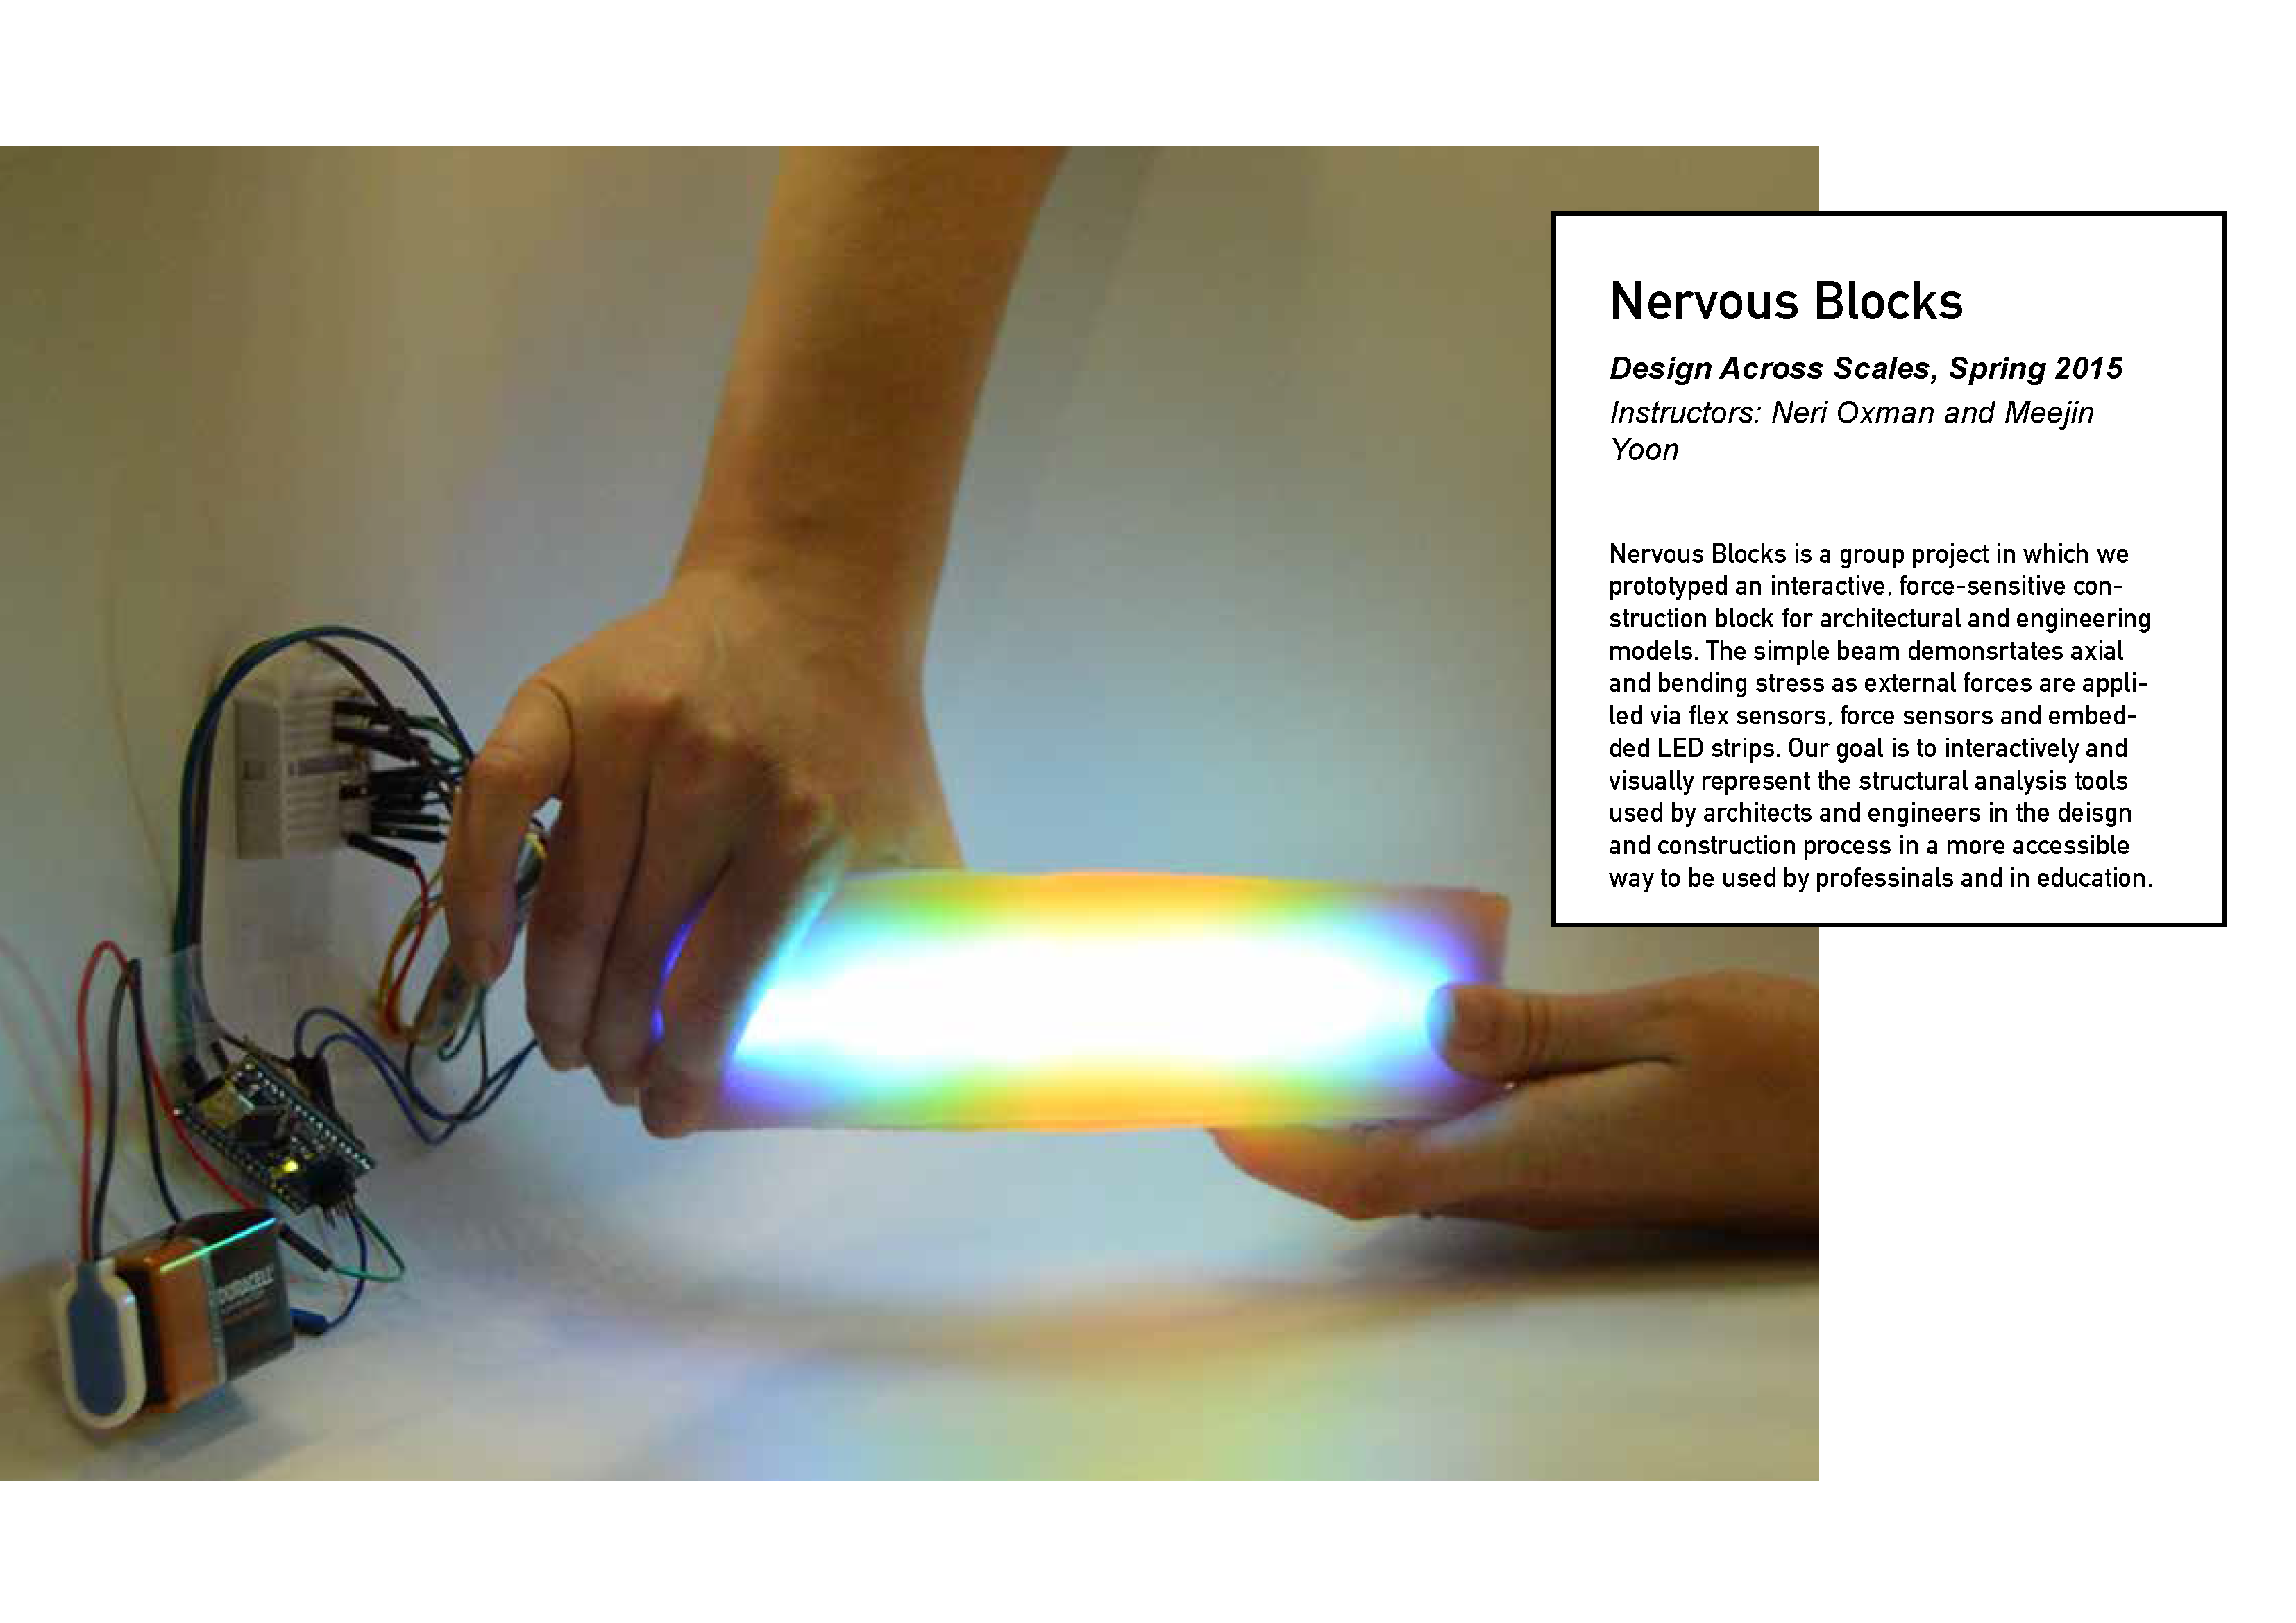 Nervous Blocks
Design Across Scales, Spring 2015
Instructors: Neri Oxman and Meejin
Yoon
Nervous Blocks is a group project in which we
prototyped an interactive, force-sensitive con-
struction block for architectural and engineering
models. The simple beam demonsrtates axial
and bending stress as external forces are appli-
led via flex sensors, force sensors and embed-
ded LED strips. Our goal is to interactively and
visually represent the structural analysis tools
used by architects and engineers in the deisgn
and construction process in a more accessible
way to be used by professinals and in education.
DURACELL